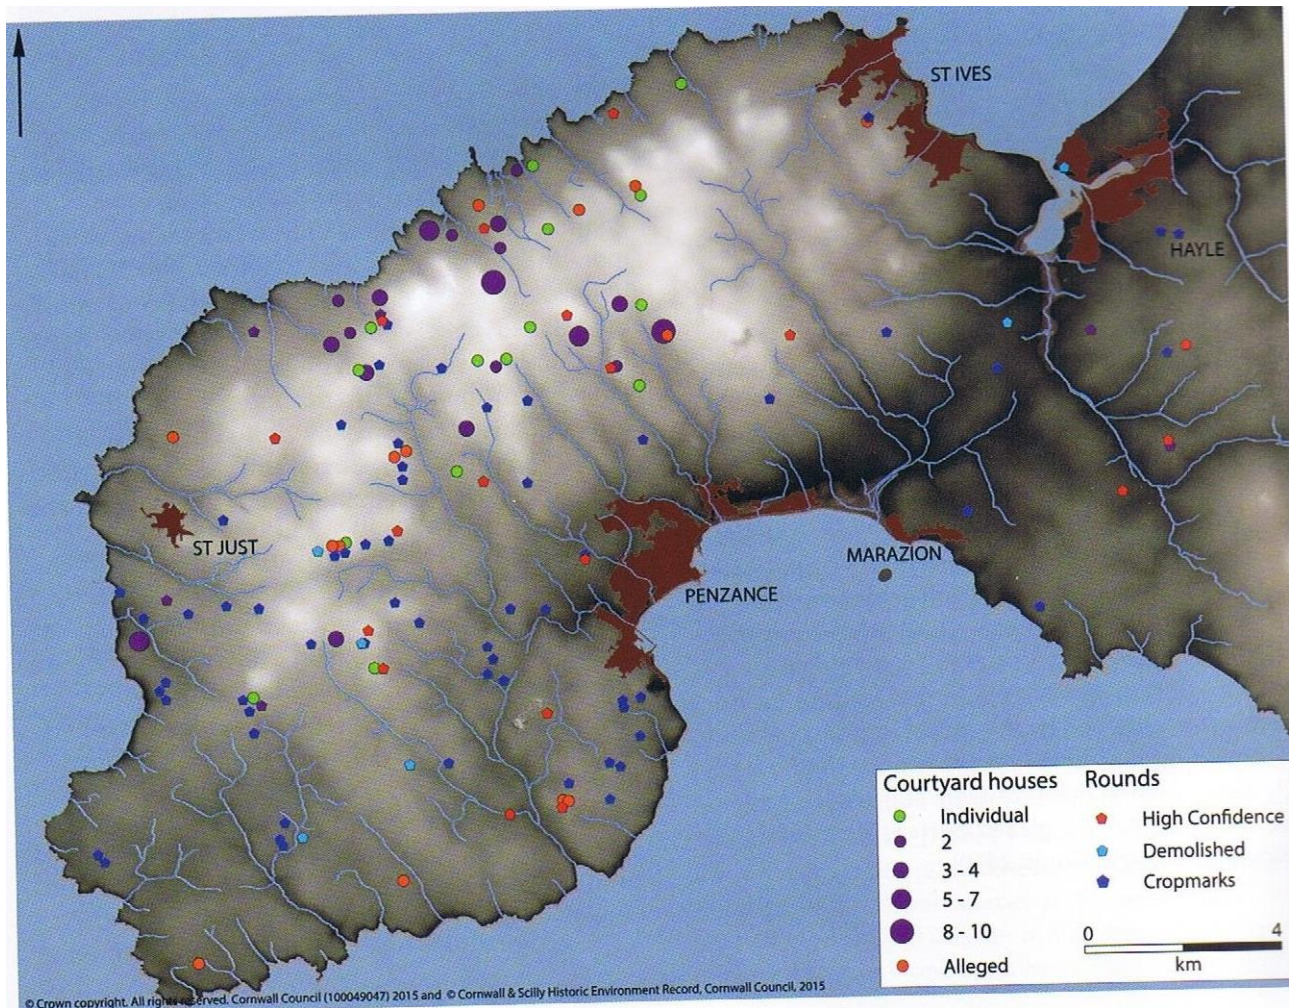 ST IVES
HAYLE
ST JUST
PENZANCE
MARAZION
Courtyard houses
Individual
2
3 - 4
5 - 7
8 - 10
Alleged
Rounds
High Confidence
Demolished
Cropmarks
0 4
km
© Crown copyright. All rights reserved. Cornwall Council (100049047) 2015 and © Cornwall & Scilly Historic Environment Record, Cornwall Council, 2015